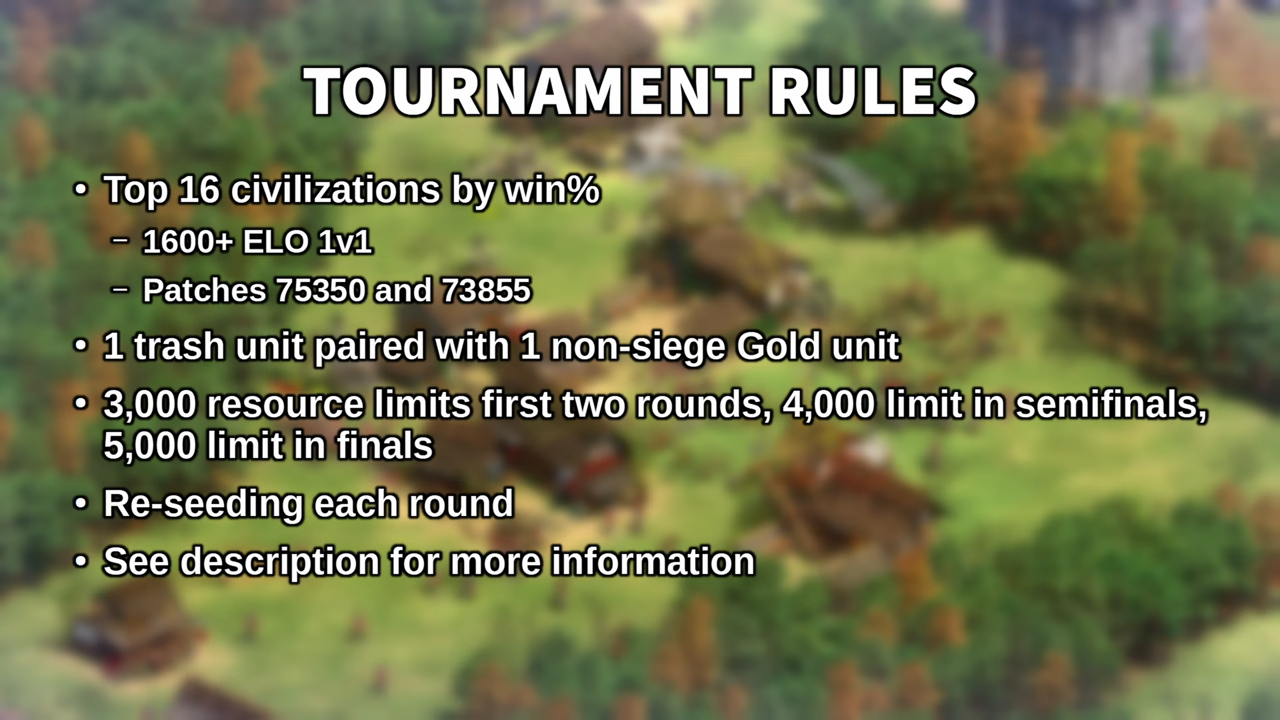 TOURNAMENT RULES
• Top 16 civilizations by win%
– 1600+ ELO 1v1
– Patches 75350 and 73855
• 1 trash unit paired with 1 non-siege Gold unit
• 3,000 resource limits first two rounds, 4,000 limit in semifinals,
5,000 limit in finals
• Re-seeding each round
• See description for more information